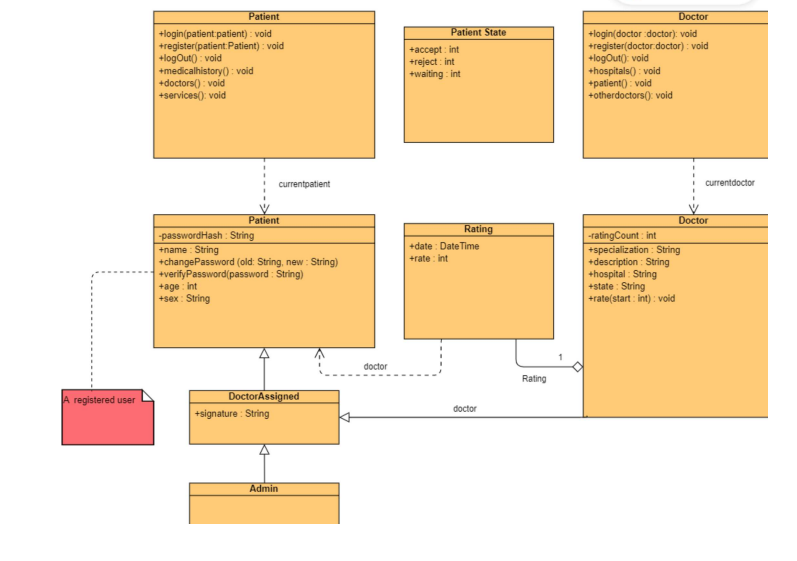 Patient
+login(patient:patient) : void
+register(patient:Patient) : void
+logOut() : void
+medicalhistory() : void
+doctors() : void
+services(): void
Patient State
+accept : int
+reject : int
+waiting : int
Doctor
+login(doctor :doctor): void
+register(doctor:doctor) : void
+logOut(): void
+hospitals() : void
+patient() : void
+otherdoctors(): void
currentpatient
currentdoctor
Patient
-passwordHash : String
+name : String
+changePassword (old: String, new : String)
+verifyPassword(password : String)
+age : int
+sex : String
Rating
+date : DateTime
+rate : int
Doctor
-ratingCount : int
+specialization : String
+description : String
+hospital : String
+state : String
+rate(start : int) : void
doctor
1
Rating
A registered user
DoctorAssigned
+signature : String
doctor
Admin